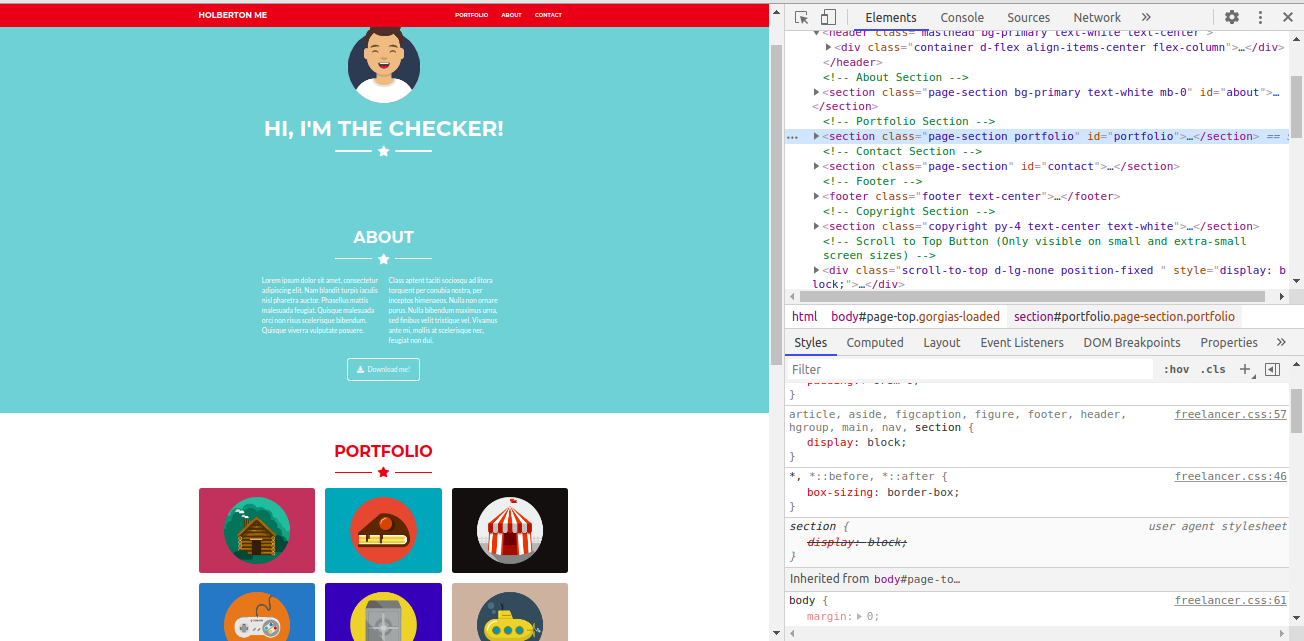 HOLBERTON ME
PORTFOLIO ABOUT CONTACT
HI, I'M THE CHECKER!
ABOUT
Lorem ipsum dolor sit amet, consectetur
adipiscing elit. Nam blandit turpis iaculis
nisl pharetra auctor. Phasellus mattis
malesuada feugiat. Quisque malesuada
orci non risus scelerisque bibendum.
Quisque viverra vulputate posuere.
Class aptent taciti sociosqu ad litora
torquent per conubia nostra, per
inceptos himenaeos. Nulla non ornare
purus. Nulla bibendum maximus urna,
sed finibus velit tristique vel. Vivamus
ante mi, mollis at scelerisque nec,
feugiat non dui.
Download me!
PORTFOLIO
Elements Console Sources Network »
<header class="masthead bg-primary text-white text-center">
<div class="container d-flex align-items-center flex-column">…</div>
</header>
<!-- About Section -->
<section class="page-section bg-primary text-white mb-0" id="about">…
</section>
<!-- Portfolio Section -->
… <section class="page-section portfolio" id="portfolio">…</section> ==
<!-- Contact Section -->
<section class="page-section" id="contact">…</section>
<!-- Footer -->
<footer class="footer text-center">…</footer>
<!-- Copyright Section -->
<section class="copyright py-4 text-center text-white">…</section>
<!-- Scroll to Top Button (Only visible on small and extra-small
screen sizes) -->
<div class="scroll-to-top d-lg-none position-fixed " style="display: b
lock;">…</div>
html body#page-top.gorgias-loaded section#portfolio.page-section.portfolio
Styles Computed Layout Event Listeners DOM Breakpoints Properties »
Filter :hov .cls +
}
article, aside, figcaption, figure, footer, header, freelancer.css:57
hgroup, main, nav, section {
display: block;
}
*, *::before, *::after { freelancer.css:46
box-sizing: border-box;
}
section { user agent stylesheet
display: block;
}
Inherited from body#page-to…
body { freelancer.css:61
margin: 0;